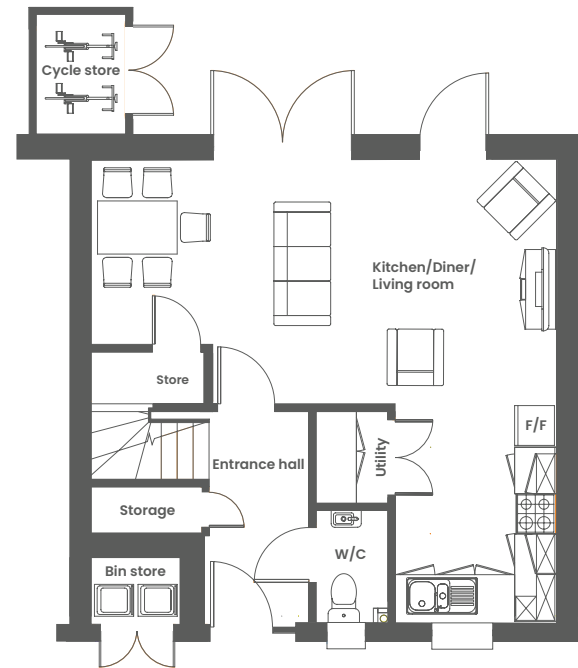 Cycle store
Kitchen/Diner/
Living room
Store
F/F
Utility
Entrance hall
Storage
W/C
Bin store